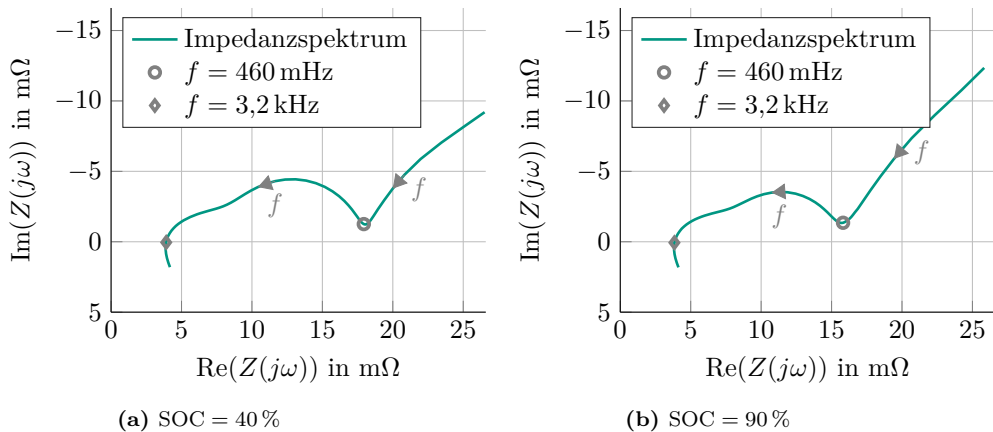 −15
−10
−5
0
5
Im(Z(jω)) in mΩ
Impedanzspektrum
f = 460 mHz
f = 3,2 kHz
f
f
0
5
10
15
20
25
Re(Z(jω)) in mΩ
(a) SOC = 40 %
−15
−10
−5
0
5
Im(Z(jω)) in mΩ
Impedanzspektrum
f = 460 mHz
f = 3,2 kHz
f
f
0
5
10
15
20
25
Re(Z(jω)) in mΩ
(b) SOC = 90 %